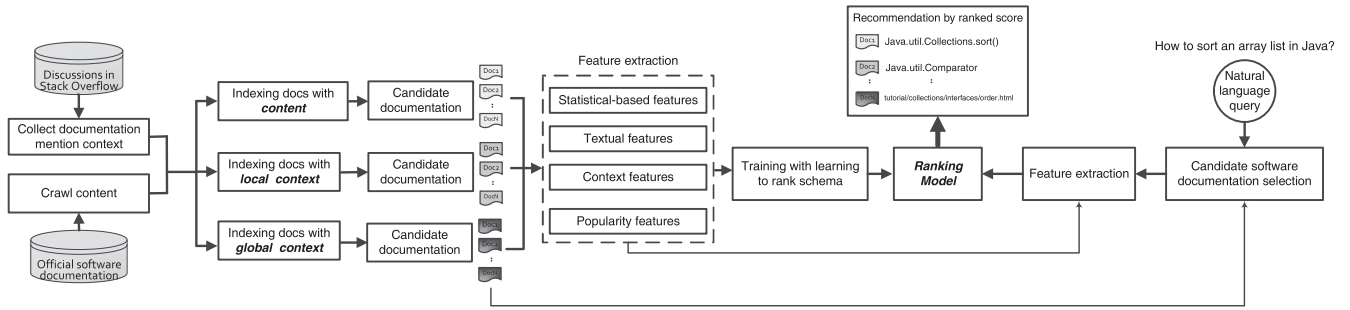 Discussions in
Stack Overflow
Collect documentation
mention context
Crawl content
Official software
documentation
Indexing docs with
content
Indexing docs with
local context
Indexing docs with
global context
Candidate
documentation
Candidate
documentation
Candidate
documentation
Doc1
Doc2
:
DocN
Doc1
Doc2
:
DocN
Doc1
Doc2
:
DocN
Feature extraction
Statistical-based features
Textual features
Context features
Popularity features
Training with learning
to rank schema
Recommendation by ranked score
Doc1 Java.util.Collections.sort()
Doc2 Java.util.Comparator
: :
DocN tutorial/collections/interfaces/order.html
Ranking
Model
Feature extraction
How to sort an array list in Java?
Natural
language
query
Candidate software
documentation selection